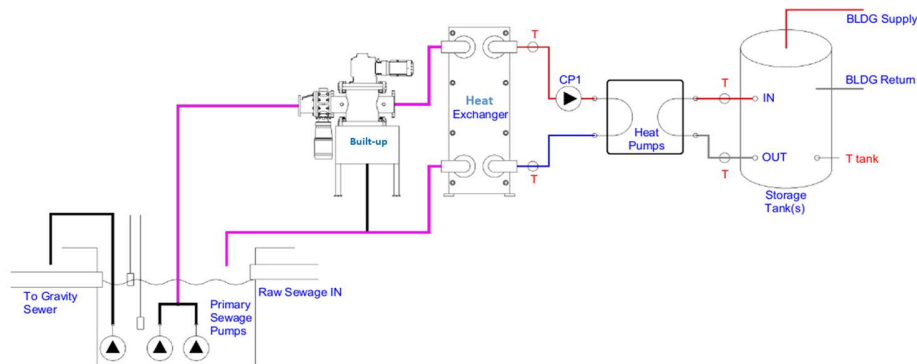 BLDG Supply
T
CP1
T
BLDG Return
Heat
Exchanger
IN
Built-up
Heat
Pumps
OUT
T
T
T tank
Storage
Tank(s)
To Gravity
Sewer
Primary
Sewage
Pumps
Raw Sewage IN